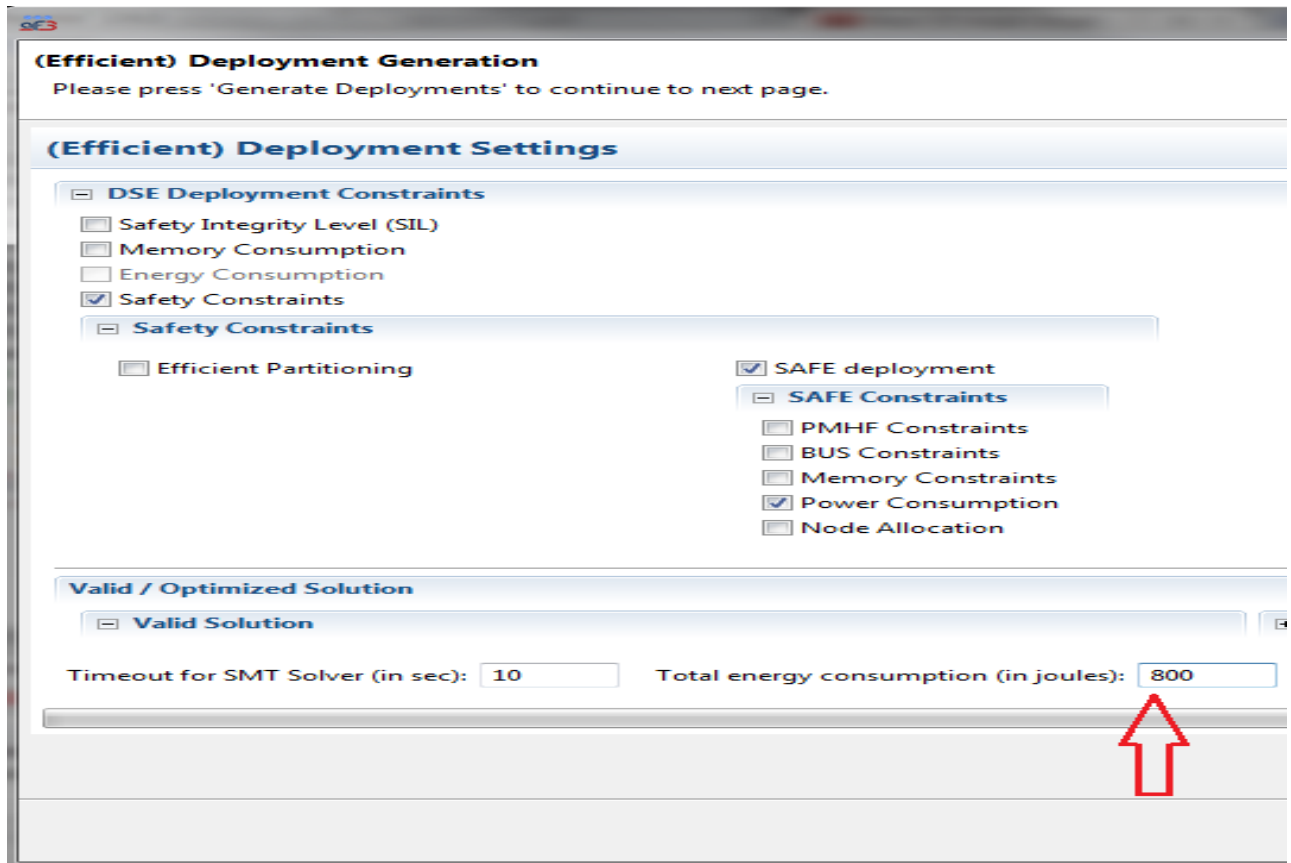 (Efficient) Deployment Generation
Please press 'Generate Deployments' to continue to next page.
(Efficient) Deployment Settings
DSE Deployment Constraints
Safety Integrity Level (SIL)
Memory Consumption
Energy Consumption
Safety Constraints
Safety Constraints
Efficient Partitioning
SAFE deployment
SAFE Constraints
PMHF Constraints
BUS Constraints
Memory Constraints
Power Consumption
Node Allocation
Valid / Optimized Solution
Valid Solution
Timeout for SMT Solver (in sec): 10 Total energy consumption (in joules): 800